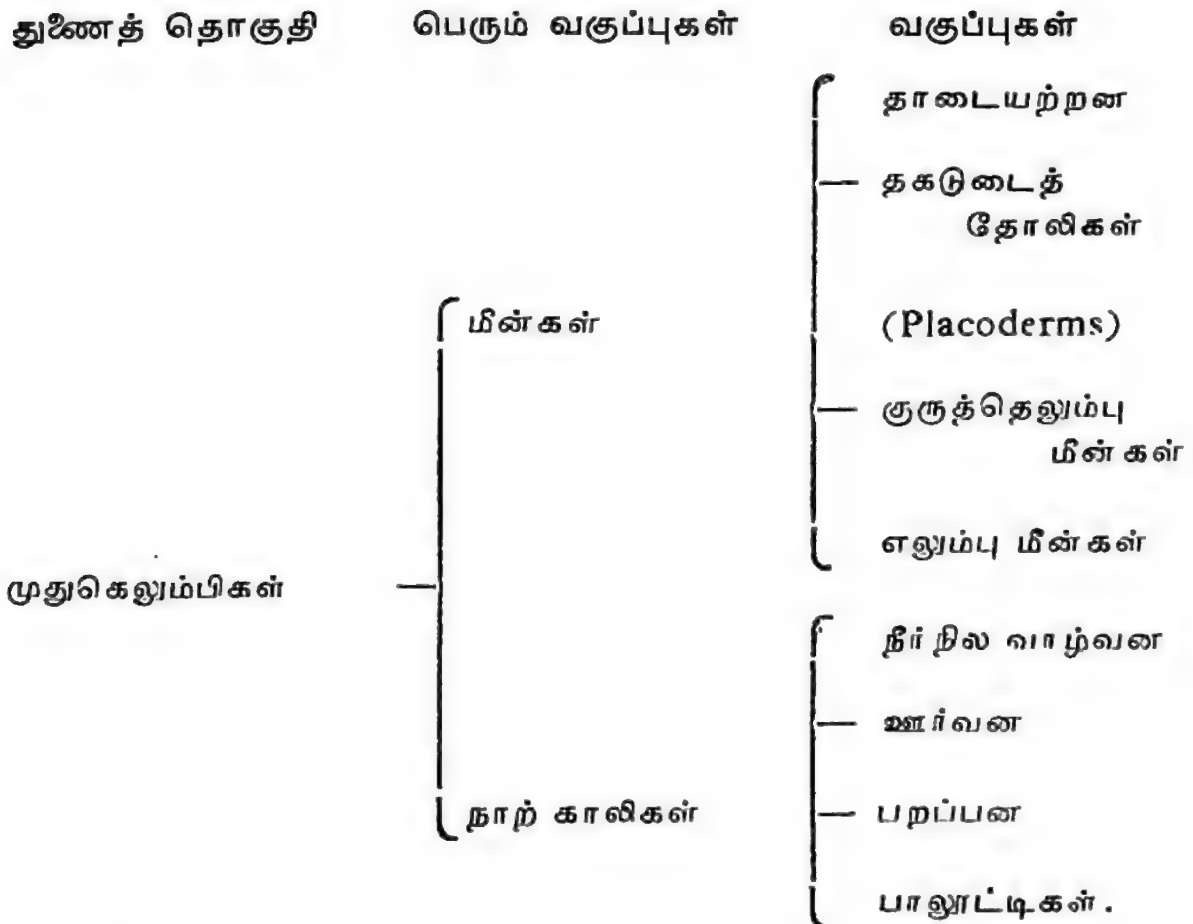 துணைத் தொகுதி பெரும் வகுப்புகள் வகுப்புகள்
தாடையற்றன
தகடுடைத்
தோலிகள்
மீன்கள்
(Placoderms)
குருத்தெலும்பு
மீன்கள்
எலும்பு மீன்கள்
முதுகெலும்பிகள்
நீர் நில வாழ்வன
ஊர்வன
நாற் காலிகள்
பறப்பன
பாலூட்டிகள்.